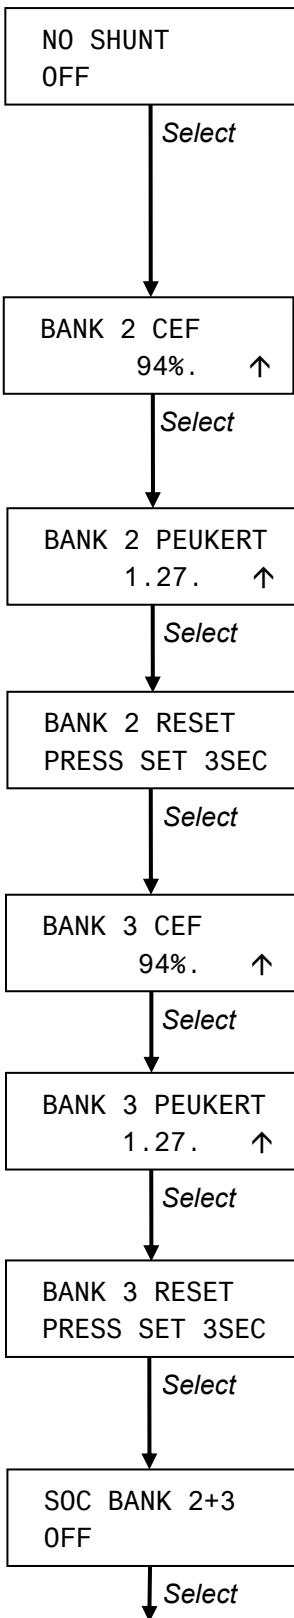 NO SHUNT
OFF
Select
BANK 2 CEF
94%. ↑
Select
BANK 2 PEUKERT
1.27. ↑
Select
BANK 2 RESET
PRESS SET 3SEC
Select
BANK 3 CEF
94%. ↑
Select
BANK 3 PEUKERT
1.27. ↑
Select
BANK 3 RESET
PRESS SET 3SEC
Select
SOC BANK 2+3
OFF
Select